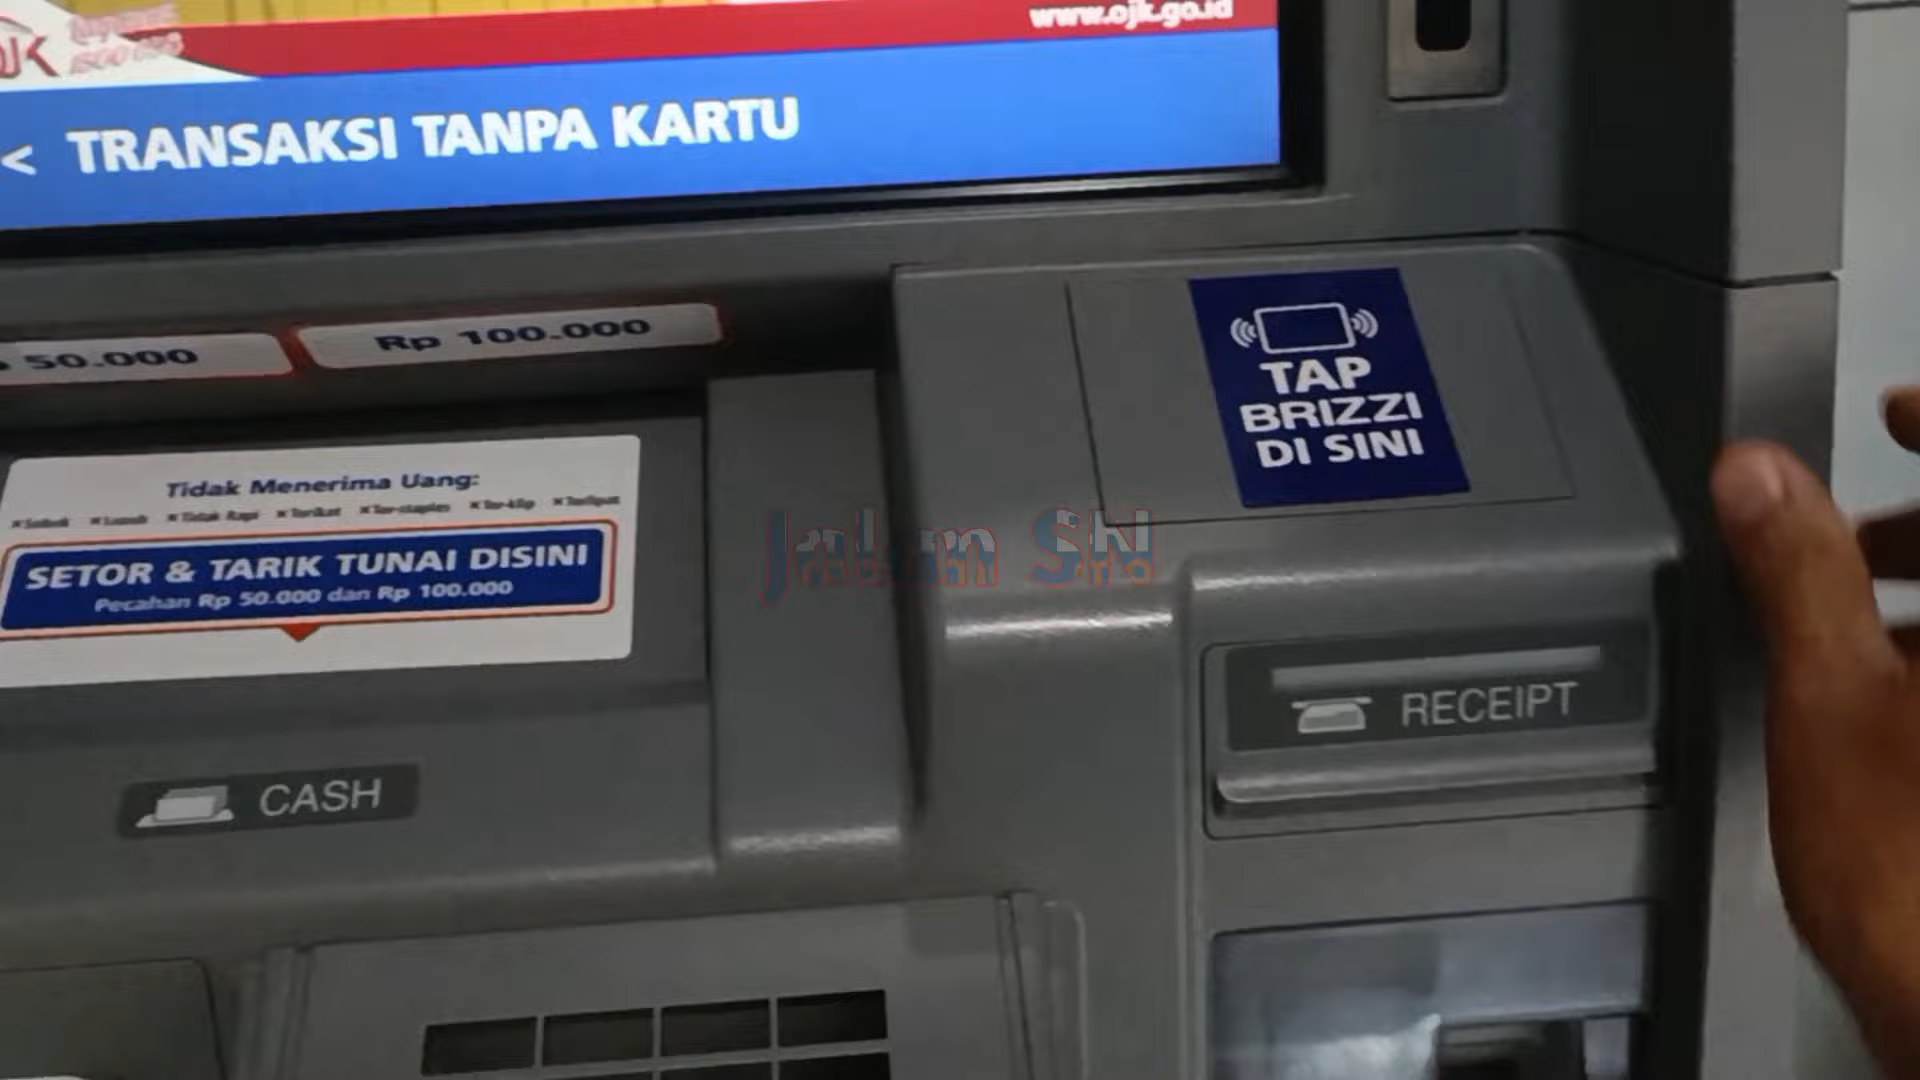 www.ojk.go.id
< TRANSAKSI TANPA KARTU
50.000
Rp 100.000
TAP
BRIZZI
DI SINI
Tidak Menerima Uang:
SETOR & TARIK TUNAI DISINI
Pecahan Rp 50.000 dan Rp 100.000
RECEIPT
CASH